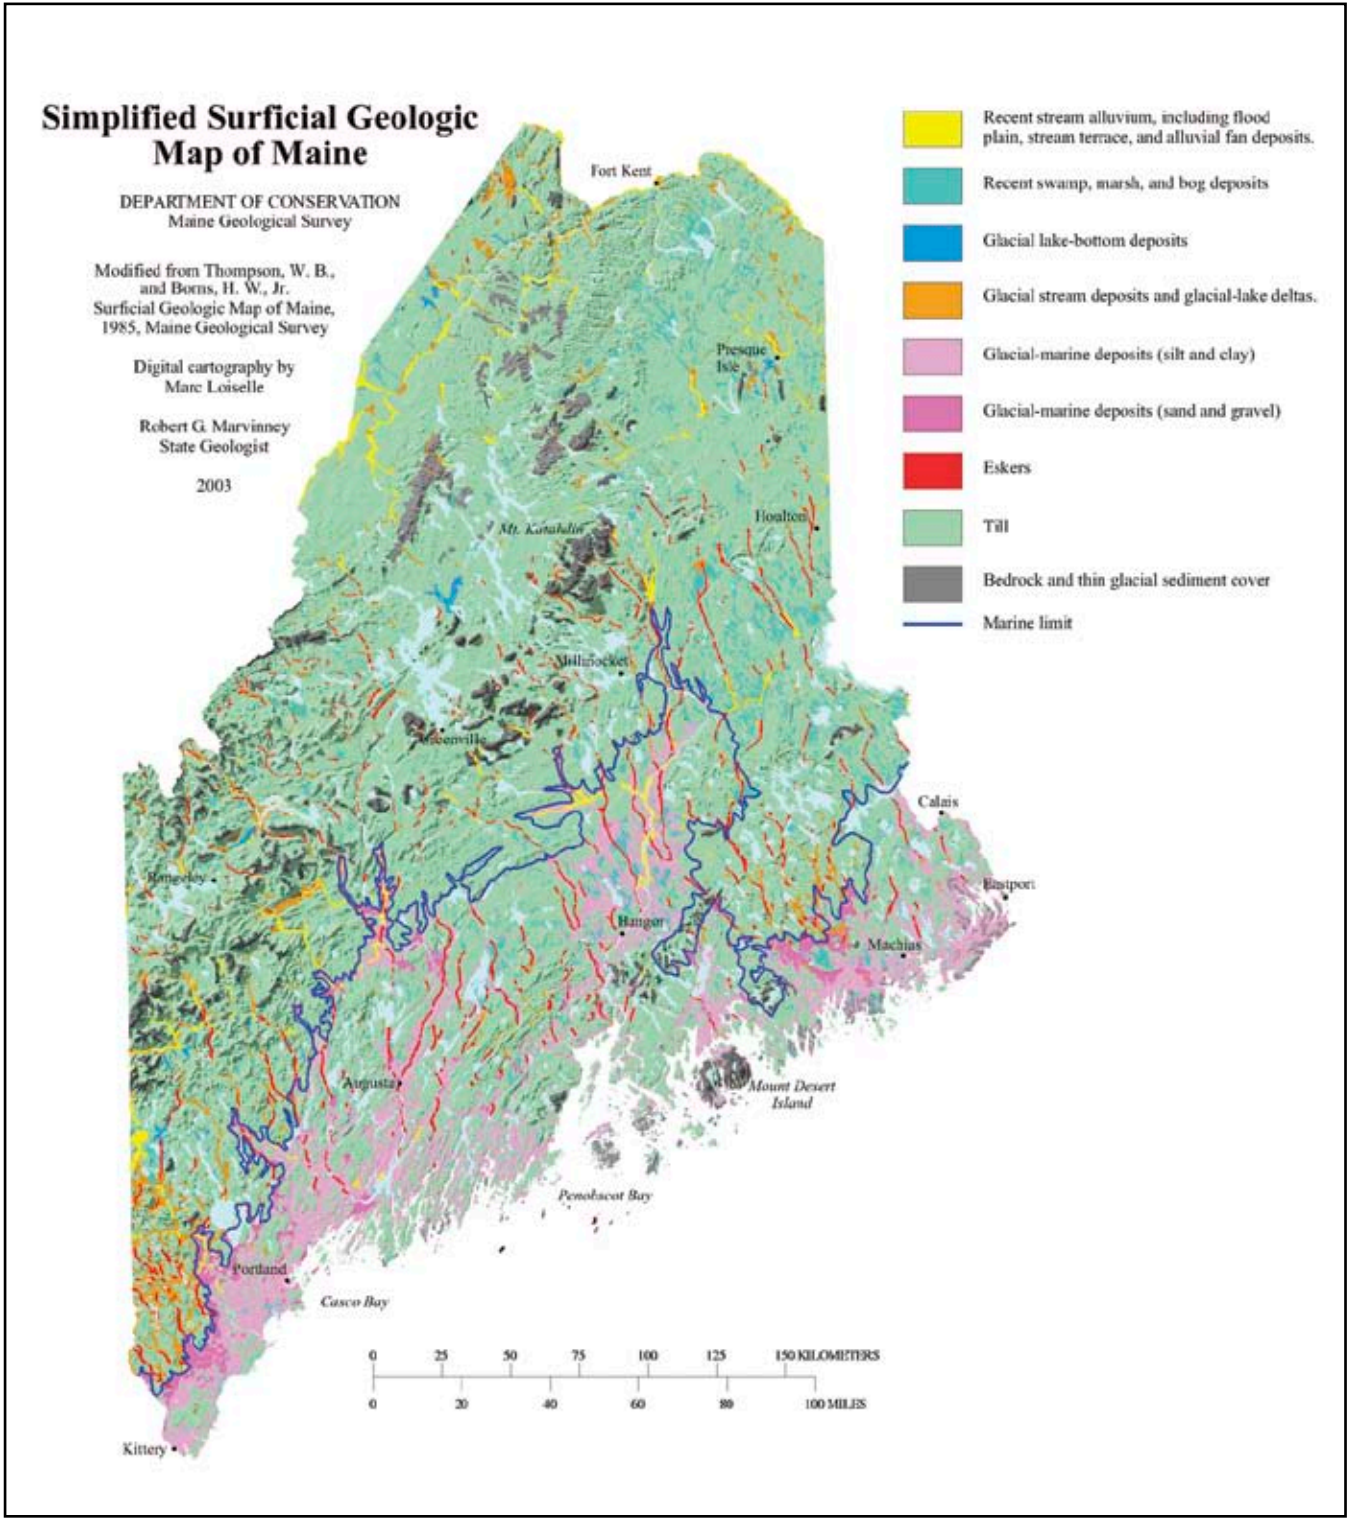 Simplified Surficial Geologic
Map of Maine
DEPARTMENT OF CONSERVATION
Maine Geological Survey
Modified from Thompson, W. B.,
and Borns, H. W., Jr.
Surficial Geologic Map of Maine,
1985, Maine Geological Survey
Digital cartography by
Marc Loiselle
Robert G. Marvinney
State Geologist
2003
Recent stream alluvium, including flood
plain, stream terrace, and alluvial fan deposits.
Recent swamp, marsh, and bog deposits
Glacial lake-bottom deposits
Glacial stream deposits and glacial-lake deltas.
Glacial-marine deposits (silt and clay)
Glacial-marine deposits (sand and gravel)
Eskers
Till
Bedrock and thin glacial sediment cover
Marine limit
Fort Kent
Presque
Isle
Houlton
Mt. Katahdin
Millinocket
Greenville
Calais
Rangeley
Eastport
Bangor
Machias
Augusta
Mount Desert
Island
Penobscot Bay
Portland
Casco Bay
Kittery
0 25 50 75 100 125 150 KILOMETERS
0 20 40 60 80 100 MILES